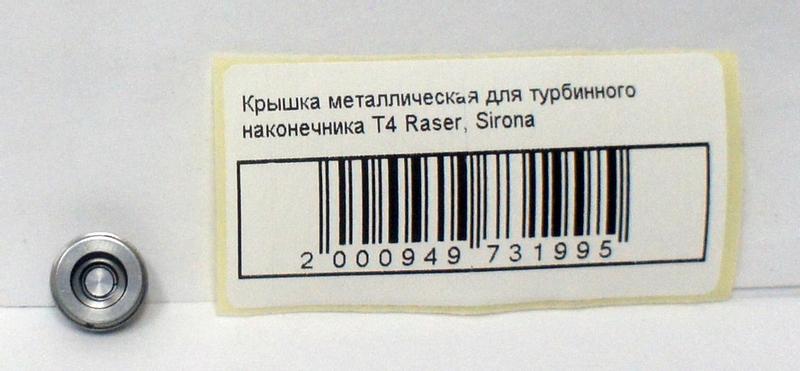 Крышка металлическая для турбинного
наконечника T4 Raser, Sirona
2 000949 731995